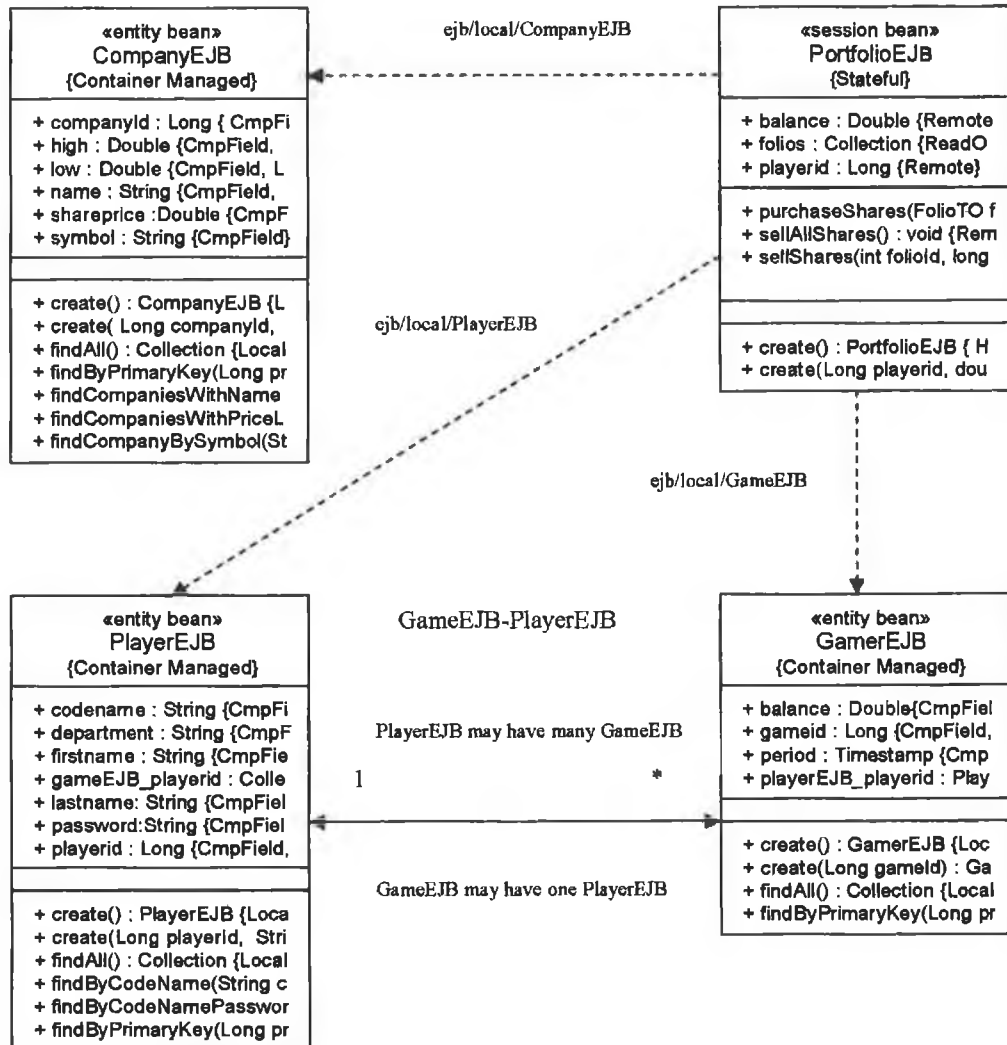 «entity bean»
CompanyEJB
{Container Managed}
+ companyId : Long { CmpFi
+ high : Double {CmpField,
+ low : Double {CmpField, L
+ name : String {CmpField,
+ shareprice :Double {CmpF
+ symbol : String {CmpField}
+ create() : CompanyEJB {L
+ create( Long companyId,
+ findAll() : Collection {Local
+ findByPrimaryKey(Long pr
+ findCompaniesWithName
+ findCompaniesWithPriceL
+ findCompanyBySymbol(St
ejb/local/CompanyEJB
«session bean»
PortfolioEJB
{Stateful}
+ balance : Double {Remote
+ folios : Collection {ReadO
+ playerid : Long {Remote}
+ purchaseShares(FolioTO f
+ sellAllShares() : void {Rem
+ sellShares(int folioId, long
+ create() : PortfolioEJB { H
+ create(Long playerid, dou
ejb/local/PlayerEJB
ejb/local/GameEJB
«entity bean»
PlayerEJB
{Container Managed}
+ codename : String {CmpFi
+ department : String {CmpF
+ firstname : String {CmpFie
+ gameEJB_playerid : Colle
+ lastname: String {CmpFiel
+ password:String {CmpFiel
+ playerid : Long {CmpField,
+ create() : PlayerEJB {Loca
+ create(Long playerid, Stri
+ findAll() : Collection {Local
+ findByCodeName(String c
+ findByCodeNamePasswor
+ findByPrimaryKey(Long pr
GameEJB-PlayerEJB
PlayerEJB may have many GameEJB
1 *
GameEJB may have one PlayerEJB
«entity bean»
GamerEJB
{Container Managed}
+ balance : Double{CmpFiel
+ gameid : Long {CmpField,
+ period : Timestamp {Cmp
+ playerEJB_playerid : Play
+ create() : GamerEJB {Loc
+ create(Long gameId) : Ga
+ findAll() : Collection {Local
+ findByPrimaryKey(Long pr